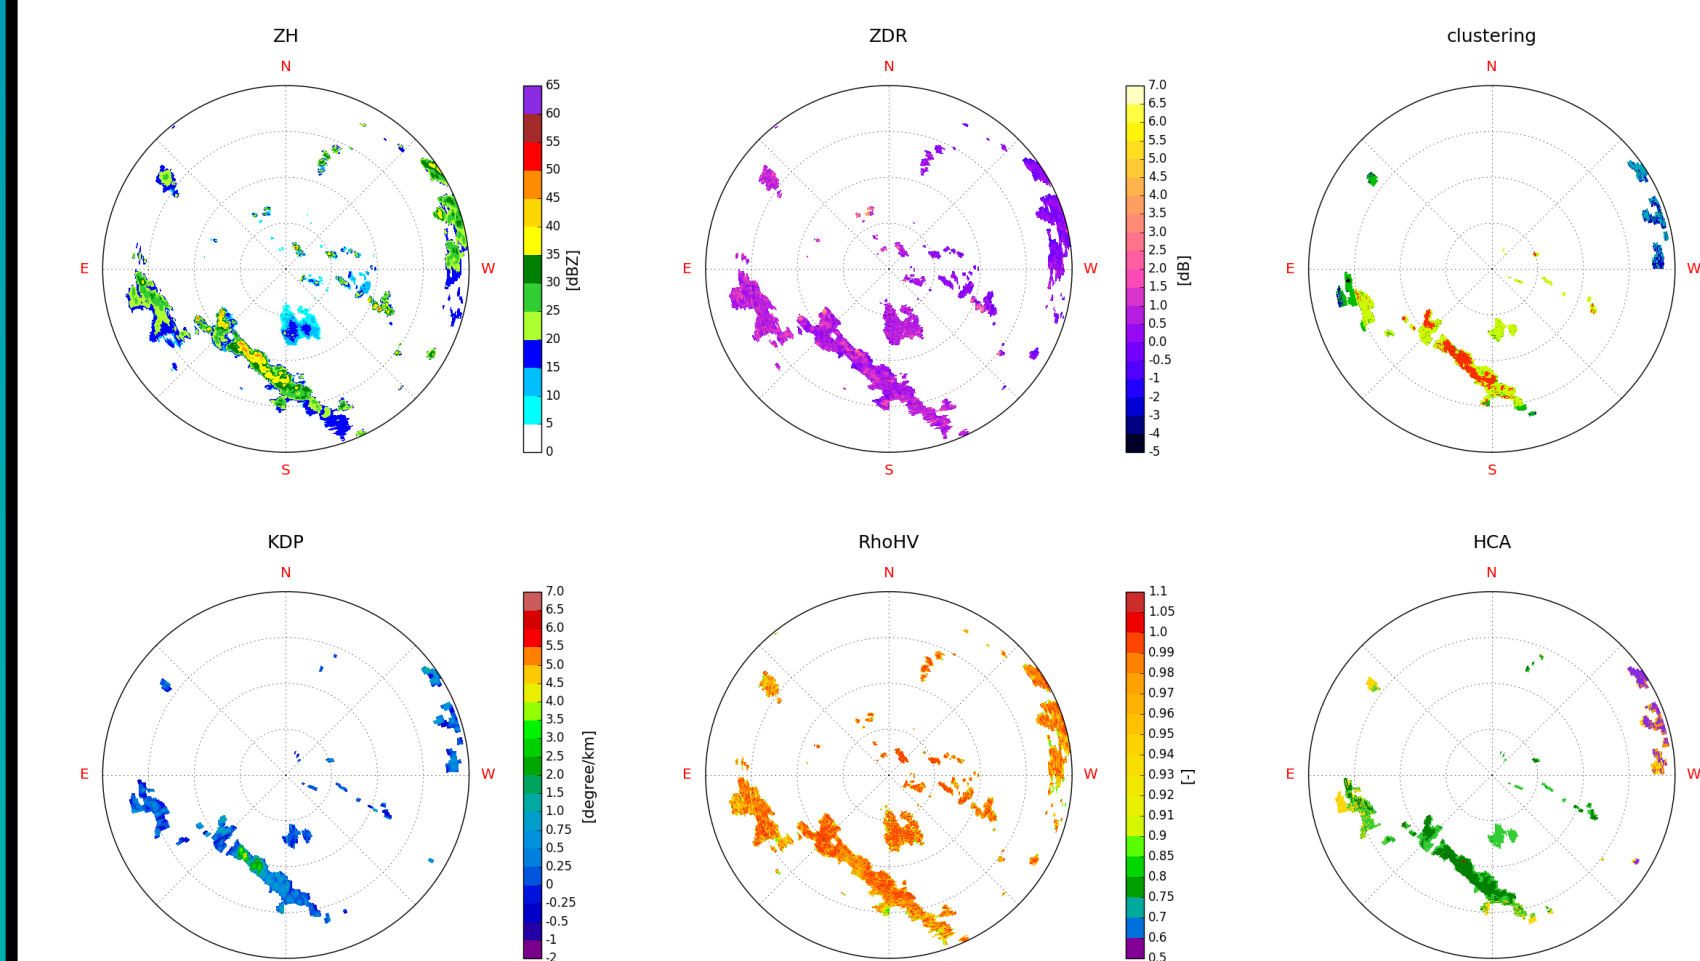 ZH
ZDR
clustering
N
N
N
E
W
E
W
E
W
S
S
S
65
60
55
50
45
40
35
30
25
20
15
10
5
0
[dBZ]
7.0
6.5
6.0
5.5
5.0
4.5
4.0
3.5
3.0
2.5
2.0
1.5
1.0
0.5
0.0
-0.5
-1
-2
-3
-4
-5
[dB]
KDP
RhoHV
HCA
N
N
N
E
W
E
W
E
W
7.0
6.5
6.0
5.5
5.0
4.5
4.0
3.5
3.0
2.5
2.0
1.5
1.0
0.75
0.5
0.25
0
-0.25
-0.5
-1
-2
[degree/km]
1.1
1.05
1.0
0.99
0.98
0.97
0.96
0.95
0.94
0.93
0.92
0.91
0.9
0.85
0.8
0.75
0.7
0.6
0.5
[-]